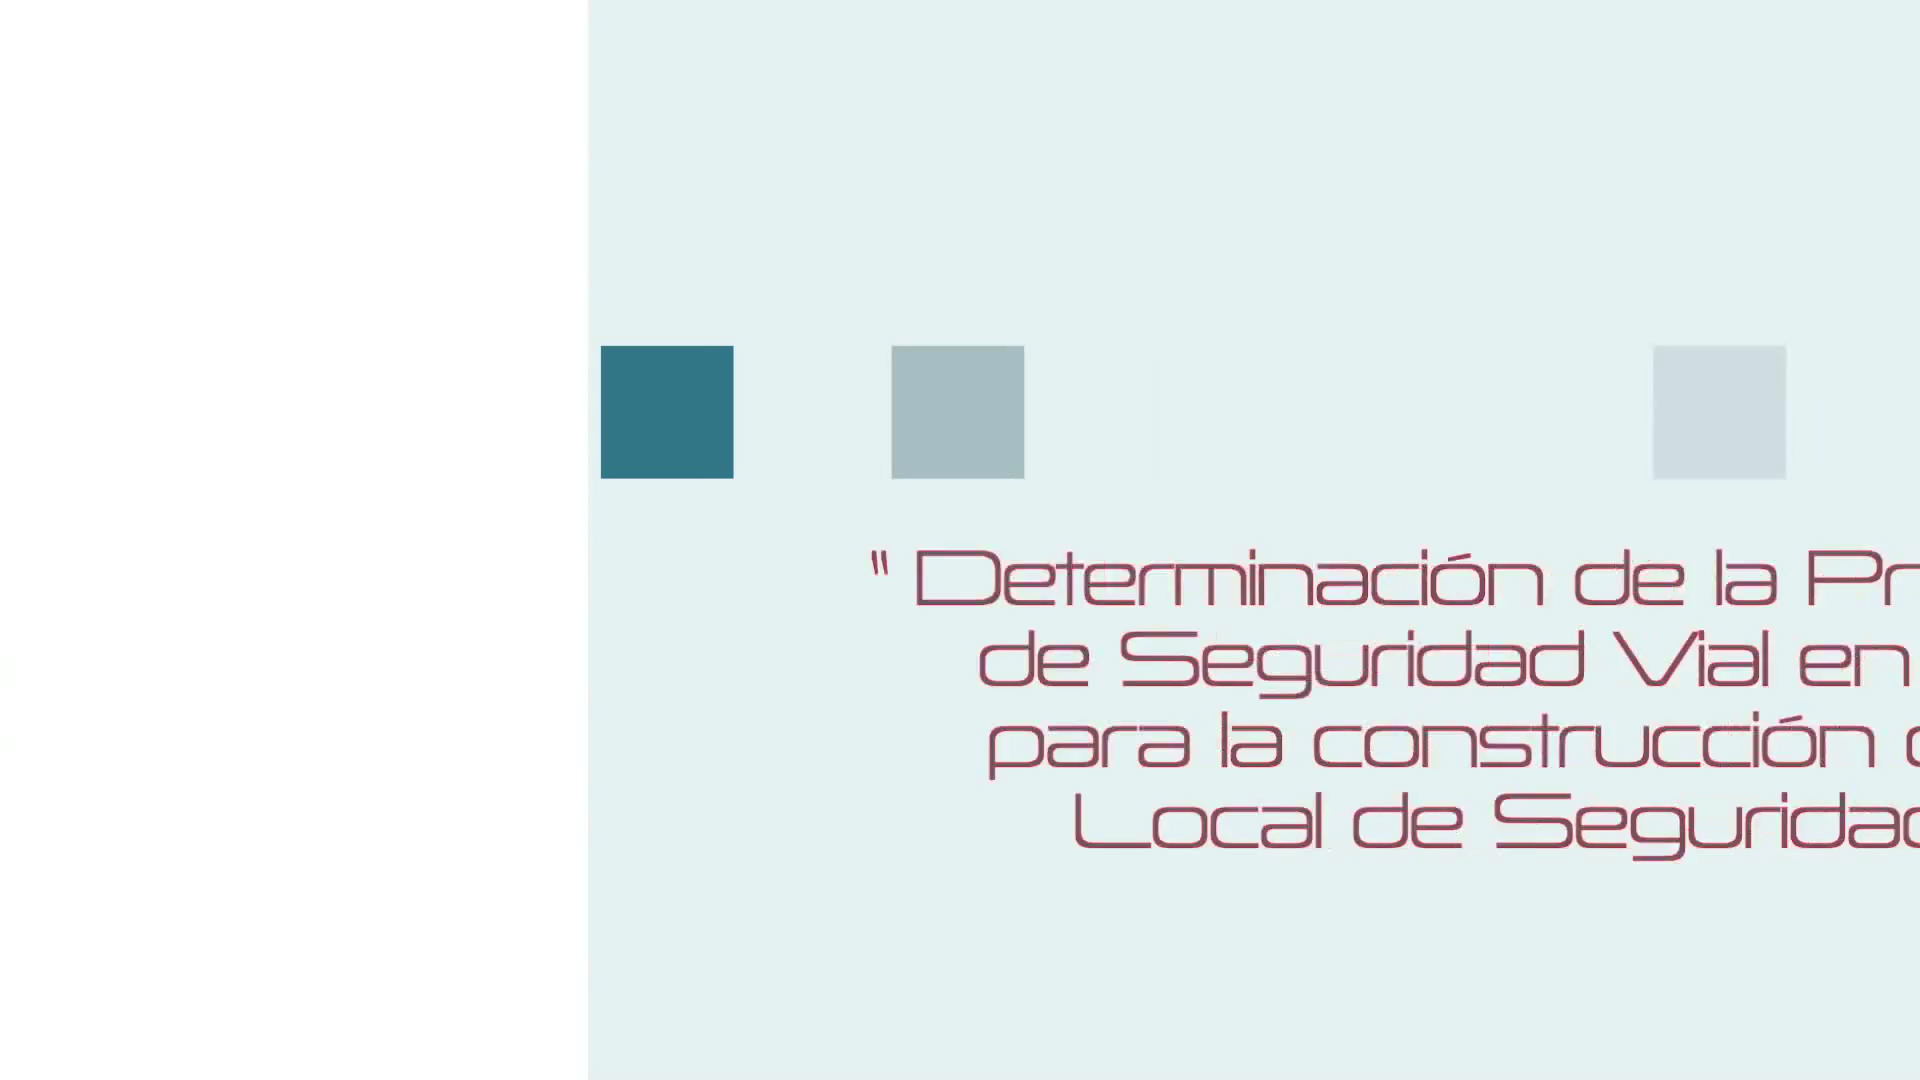 " Determinación de la Pr
de Seguridad Vial en
para la construcción
Local de Seguridad